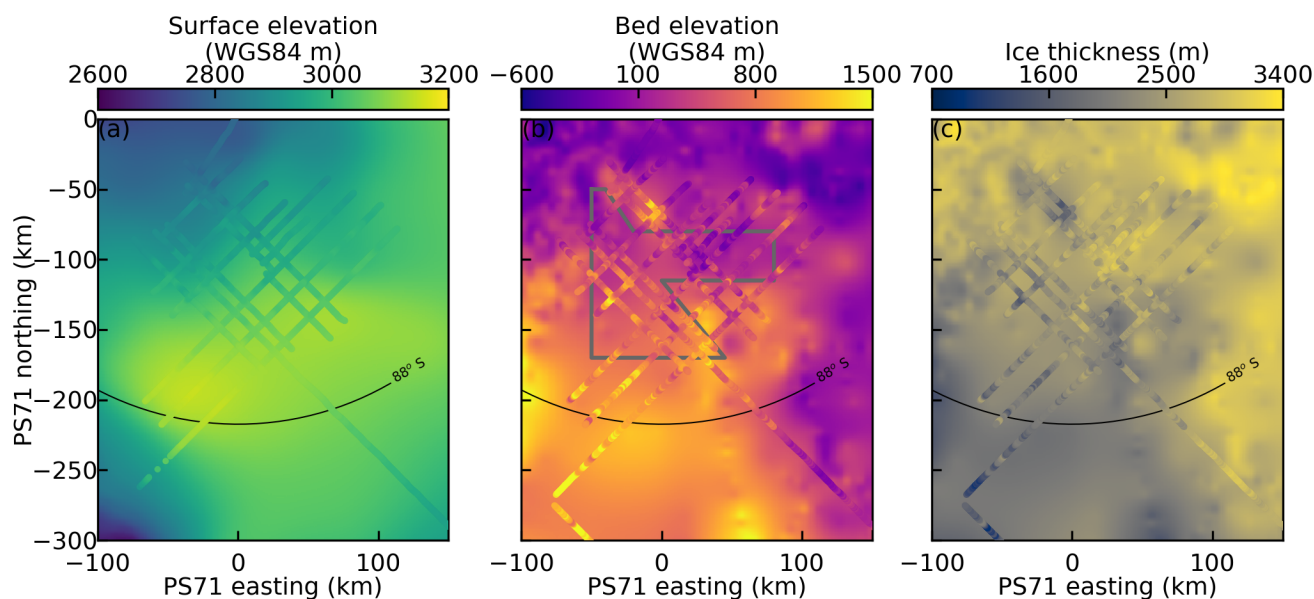 Surface elevation
(WGS84 m)
2600 2800 3000 3200
Bed elevation
(WGS84 m)
−600 100 800 1500
Ice thickness (m)
700 1600 2500 3400
(a)
(b)
(c)
PS71 northing (km)
0
−50
−100
−150
−200
−250
−300
88° S
88° S
88° S
−100 0 100
−100 0 100
−100 0 100
PS71 easting (km)
PS71 easting (km)
PS71 easting (km)